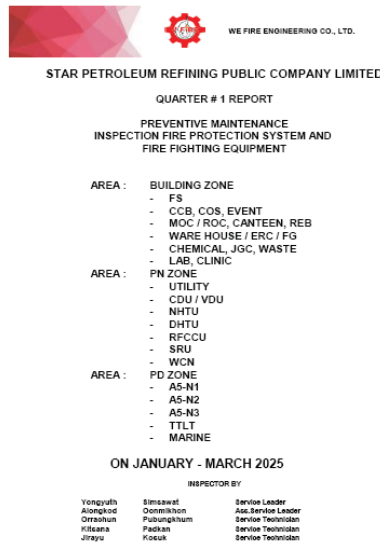 WE FIRE ENGINEERING CO., LTD.
STAR PETROLEUM REFINING PUBLIC COMPANY LIMITED
QUARTER # 1 REPORT
PREVENTIVE MAINTENANCE
INSPECTION FIRE PROTECTION SYSTEM AND
FIRE FIGHTING EQUIPMENT
AREA : BUILDING ZONE
- FS
- CCB, COS, EVENT
- MOC / ROC, CANTEEN, REB
- WARE HOUSE / ERC / FG
- CHEMICAL, JGC, WASTE
- LAB, CLINIC
AREA : PN ZONE
- UTILITY
- CDU / VDU
- NHTU
- DHTU
- RFCCU
- SRU
- WCN
AREA : PD ZONE
- A5-N1
- A5-N2
- A5-N3
- TTLT
- MARINE
ON JANUARY - MARCH 2025
INSPECTOR BY
Yongyuth Simsawat Service Leader
Alongkod Oonmikhon Ass.Service Leader
Orraohun Pubungkhum Service Technician
Kitsana Padkan Service Technician
Jirayu Kosuk Service Technician